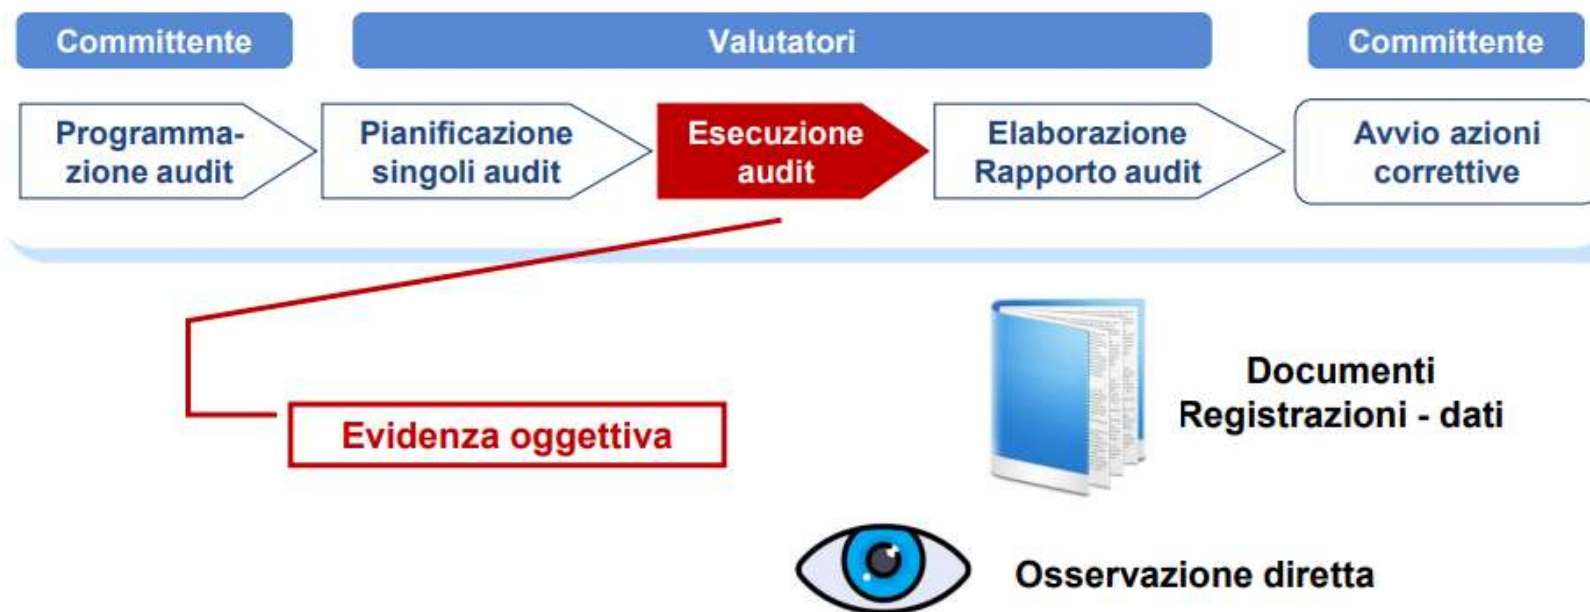 Committente
Valutatori
Committente
Programma-
zione audit
Pianificazione
singoli audit
Esecuzione
audit
Elaborazione
Rapporto audit
Avvio azioni
correttive
Evidenza oggettiva
Documenti
Registrazioni - dati
Osservazione diretta